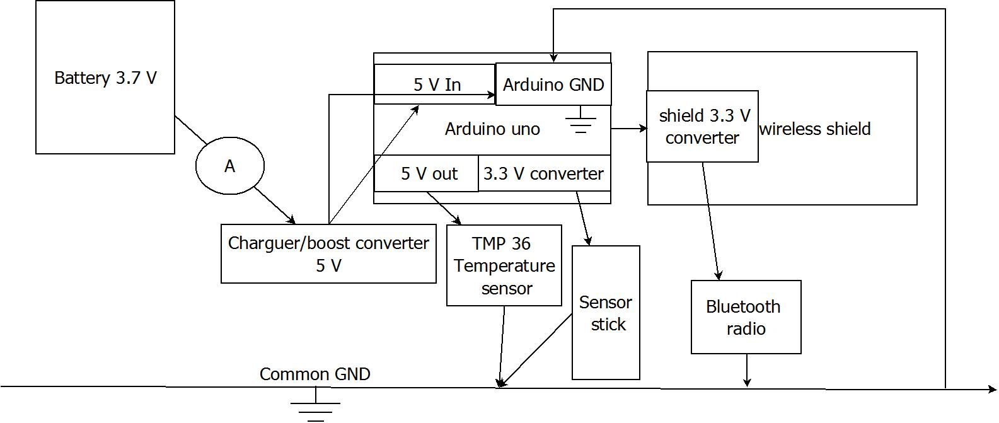 Battery 3.7 V
5 V In
Arduino GND
A
Arduino uno
shield 3.3 V
converter
wireless shield
5 V out
3.3 V converter
Charguer/boost converter
5 V
TMP 36
Temperature
sensor
Sensor
stick
Bluetooth
radio
Common GND